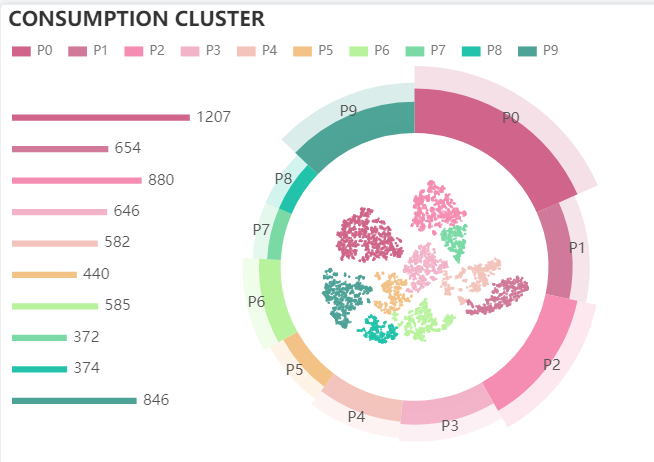 CONSUMPTION CLUSTER
P0 P1 P2 P3 P4 P5 P6 P7 P8 P9
1207
654
880
646
582
440
585
372
374
846
P0
P1
P2
P3
P4
P5
P6
P7
P8
P9